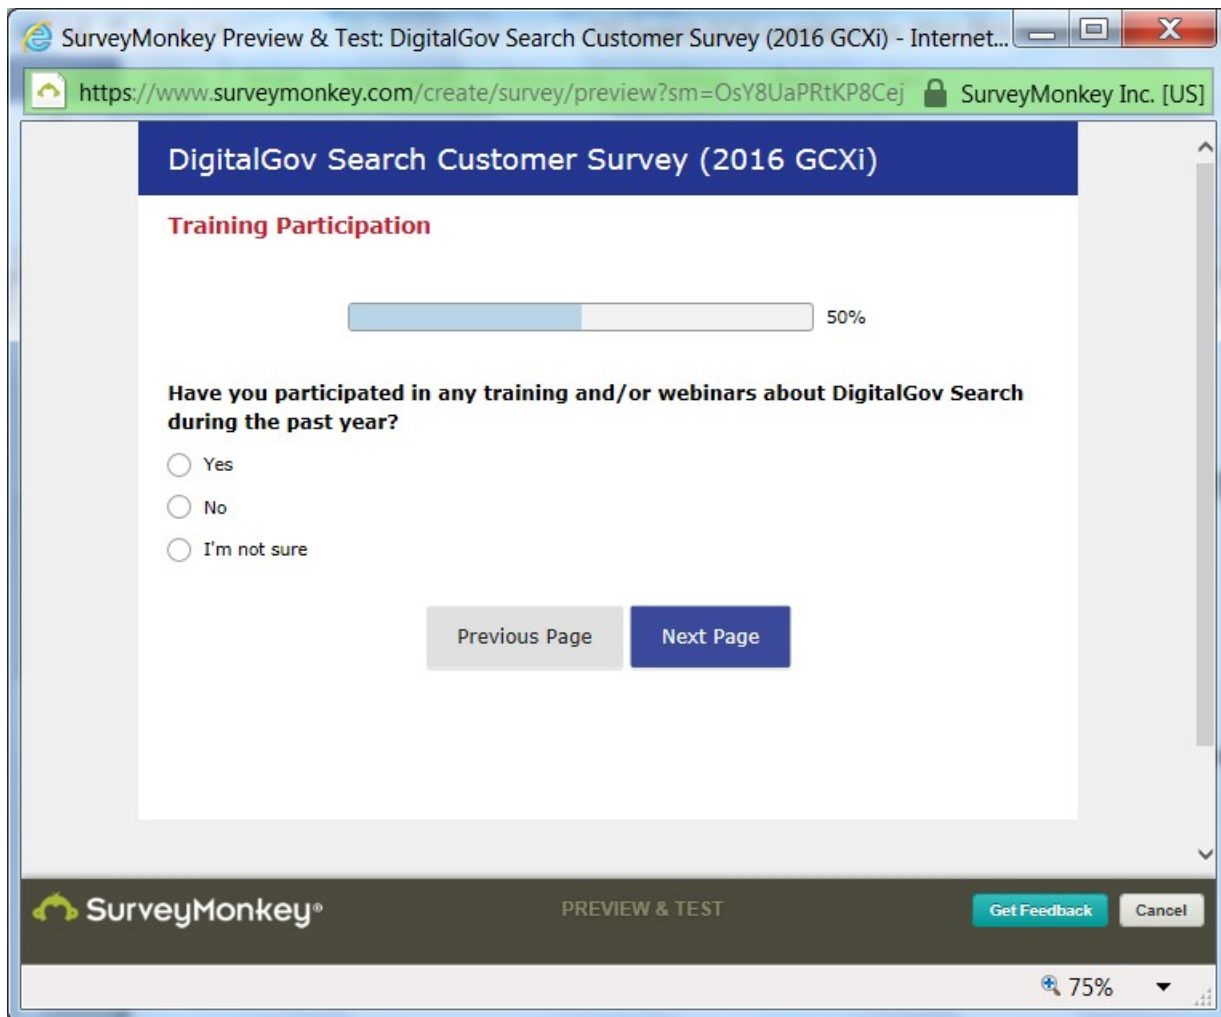 SurveyMonkey Preview & Test: DigitalGov Search Customer Survey (2016 GCXi) - Internet...
https://www.surveymonkey.com/create/survey/preview?sm=OsY8UaPRtKP8Cej SurveyMonkey Inc. [US]
DigitalGov Search Customer Survey (2016 GCXi)
Training Participation
50%
Have you participated in any training and/or webinars about DigitalGov Search
during the past year?
Yes
No
I'm not sure
Previous Page Next Page
SurveyMonkey® PREVIEW & TEST Get Feedback Cancel
75%